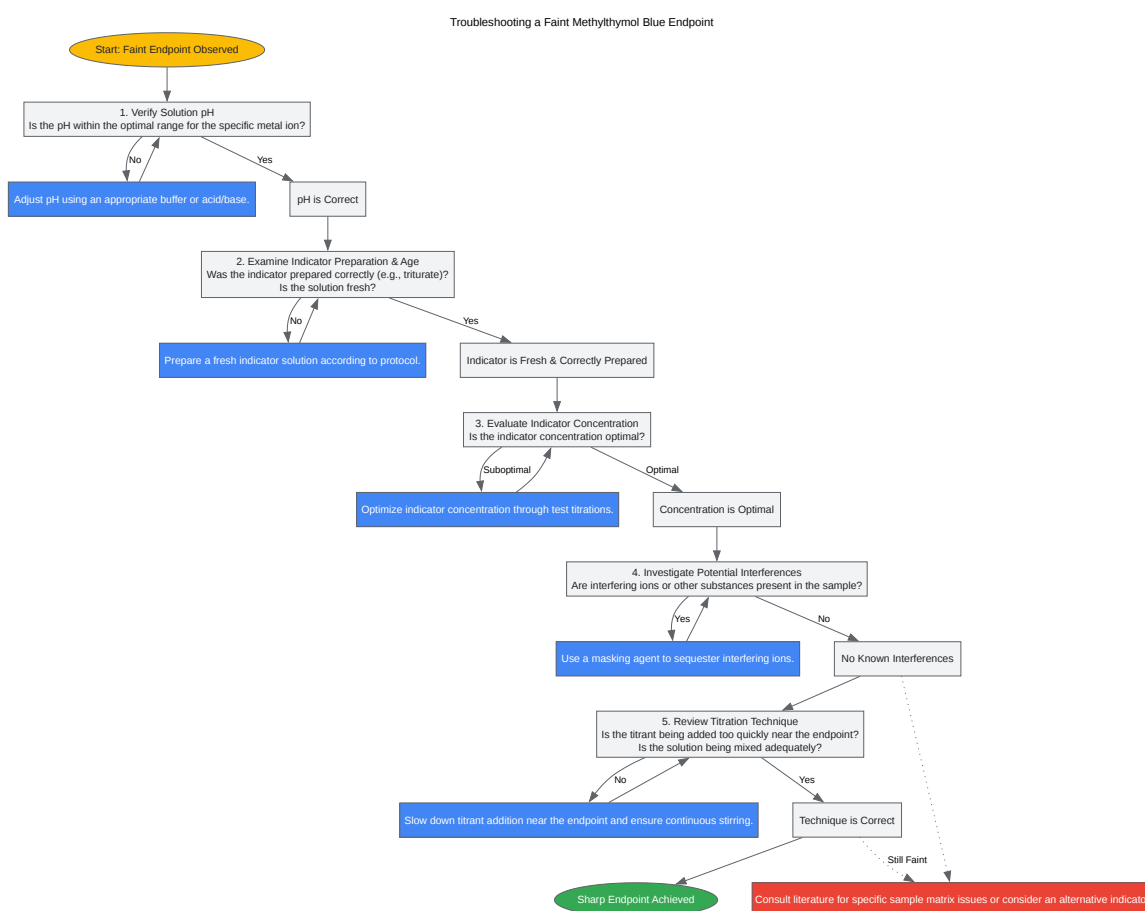 Troubleshooting a Faint Methylthymol Blue Endpoint
Start: Faint Endpoint Observed
1. Verify Solution pH
Is the pH within the optimal range for the specific metal ion?
No
Yes
Adjust pH using an appropriate buffer or acid/base.
pH is Correct
2. Examine Indicator Preparation & Age
Was the indicator prepared correctly (e.g., triturate)?
Is the solution fresh?
No
Yes
Prepare a fresh indicator solution according to protocol.
Indicator is Fresh & Correctly Prepared
3. Evaluate Indicator Concentration
Is the indicator concentration optimal?
Suboptimal
Optimal
Optimize indicator concentration through test titrations.
Concentration is Optimal
4. Investigate Potential Interferences
Are interfering ions or other substances present in the sample?
Yes
No
Use a masking agent to sequester interfering ions.
No Known Interferences
5. Review Titration Technique
Is the titrant being added too quickly near the endpoint?
Is the solution being mixed adequately?
No
Yes
Slow down titrant addition near the endpoint and ensure continuous stirring.
Technique is Correct
Still Faint
Sharp Endpoint Achieved
Consult literature for specific sample matrix issues or consider an alternative indicato